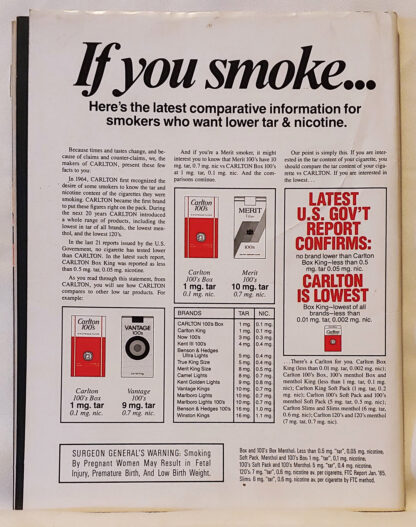 If you smoke...
Here's the latest comparative information for
smokers who want lower tar & nicotine.
Because times and tastes change, and be-
cause of claims and counter-claims, we, the
makers of CARLTON, present these few
facts to you:
In 1964, CARLTON first recognized the
desire of some smokers to know the tar and
nicotine content of the cigarettes they were
smoking. CARLTON became the first brand
to put these figures right on the pack. During
the next 20 years CARLTON introduced
a whole range of products, including the
lowest in tar of all brands, the lowest men-
thol, and the lowest 120's.
In the last 21 reports issued by the U.S.
Government, no cigarette has tested lower
than CARLTON. In the latest such report,
CARLTON Box King was reported as less
than 0.5 mg. tar, 0.05 mg. nicotine.
As you read through this statement, from
CARLTON, you will see how CARLTON
compares to other low tar products. For
example:
Carlton
100's
VANTAGE
100's
Carlton
100's Box
1 mg. tar
0.1 mg. nic.
Vantage
100's
9 mg. tar
0.7 mg. nic.
And if you're a Merit smoker, it might
interest you to know that Merit 100's have 10
mg. tar, 0.7 mg. nic vs CARLTON Box 100's
at 1 mg. tar, 0.1 mg. nic. And the com-
parisons continue.
Carlton
100's
MERIT
Filter
100's
Carlton
100's Box
1 mg. tar
0.1 mg. nic.
Merit
100's
10 mg. tar
0.7 mg. nic.
BRANDS TAR NIC.
CARLTON 100's Box 1 mg. 0.1 mg.
Carlton King 1 mg. 0.1 mg.
Now 100's 3 mg. 0.3 mg.
Kent III 100's 5 mg. 0.4 mg.
Benson & Hedges
Ultra Lights 5 mg. 0.4 mg.
True King Size 5 mg. 0.4 mg.
Merit King Size 8 mg. 0.5 mg.
Camel Lights 9 mg. 0.7 mg.
Kent Golden Lights 9 mg. 0.8 mg.
Vantage Kings 10 mg. 0.7 mg.
Marlboro Lights 10 mg. 0.7 mg.
Marlboro Lights 100's 10 mg. 0.7 mg.
Benson & Hedges 100's 16 mg. 1.0 mg.
Winston Kings 16 mg. 1.1 mg.
Our point is simply this. If you are inter-
ested in the tar content of your cigarette, you
should compare the tar content of your ciga-
rette vs CARLTON. If you are interested in
the lowest...
LATEST
U.S. GOV'T
REPORT
CONFIRMS:
no brand lower than Carlton
Box King—less than 0.5
mg. tar 0.05 mg. nic.
CARLTON
IS LOWEST
Box King—lowest of all
brands—less than
0.01 mg. tar, 0.002 mg. nic.
Carlton
There's a Carlton for you. Carlton Box
King (less than 0.01 mg. tar, 0.002 mg. nic);
Carlton 100's Box, 100's menthol Box and
Menthol King (less than 1 mg. tar, 0.1 mg.
nic); Carlton King Soft Pack (1 mg. tar, 0.2
mg. nic); Carlton 100's Soft Pack and 100's
menthol Soft Pack (5 mg. tar, 0.5 mg. nic);
Carlton Slims and Slims menthol (6 mg. tar,
0.6 mg. nic); Carlton 120's and 120's menthol
(7 mg. tar, 0.7 mg. nic).
SURGEON GENERAL'S WARNING: Smoking
By Pregnant Women May Result in Fetal
Injury, Premature Birth, And Low Birth Weight.
Box and 100's Box Menthol: Less than 0.5 mg. "tar", 0.05 mg. nicotine;
Soft Pack, Menthol and 100's Box: 1 mg. "tar", 0.1 mg. nicotine;
100's Soft Pack and 100's Menthol: 5 mg. "tar", 0.4 mg. nicotine;
120's: 7 mg. "tar", 0.6 mg. nicotine av. per cigarette, FTC Report Jan. '85.
Slims: 6 mg. "tar", 0.6 mg. nicotine av. per cigarette by FTC method.